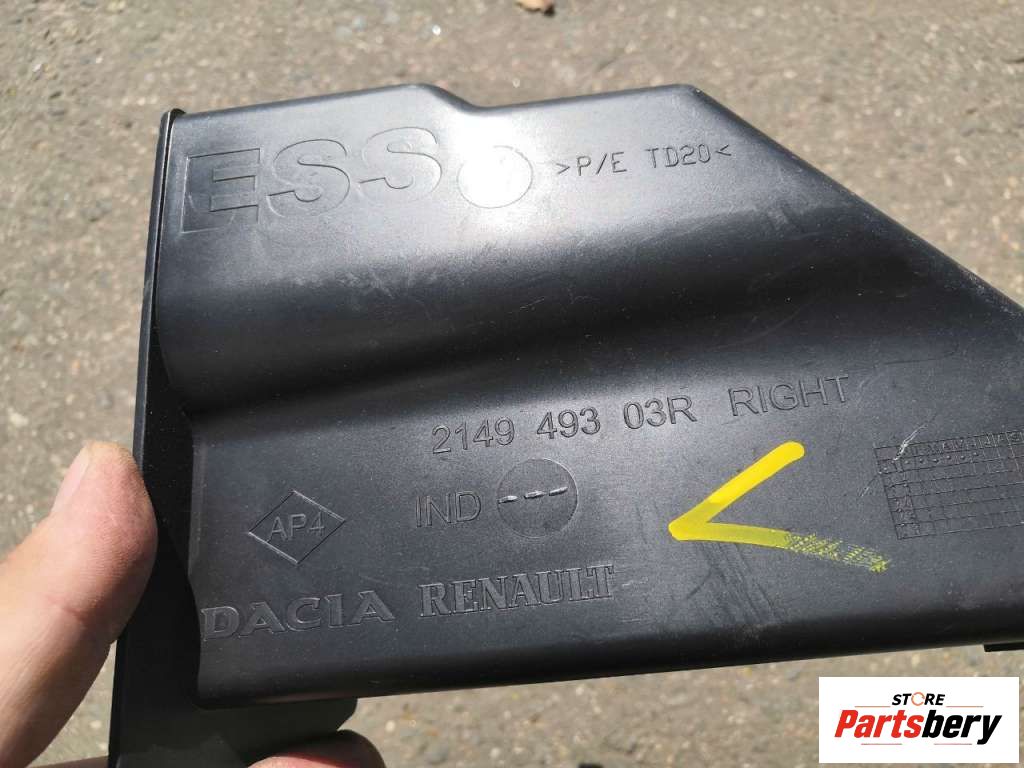 ESSO
>P/E TD20<
2149 493 03R RIGHT
IND ---
AP4
DACIA RENAULT
STORE
Partsbery